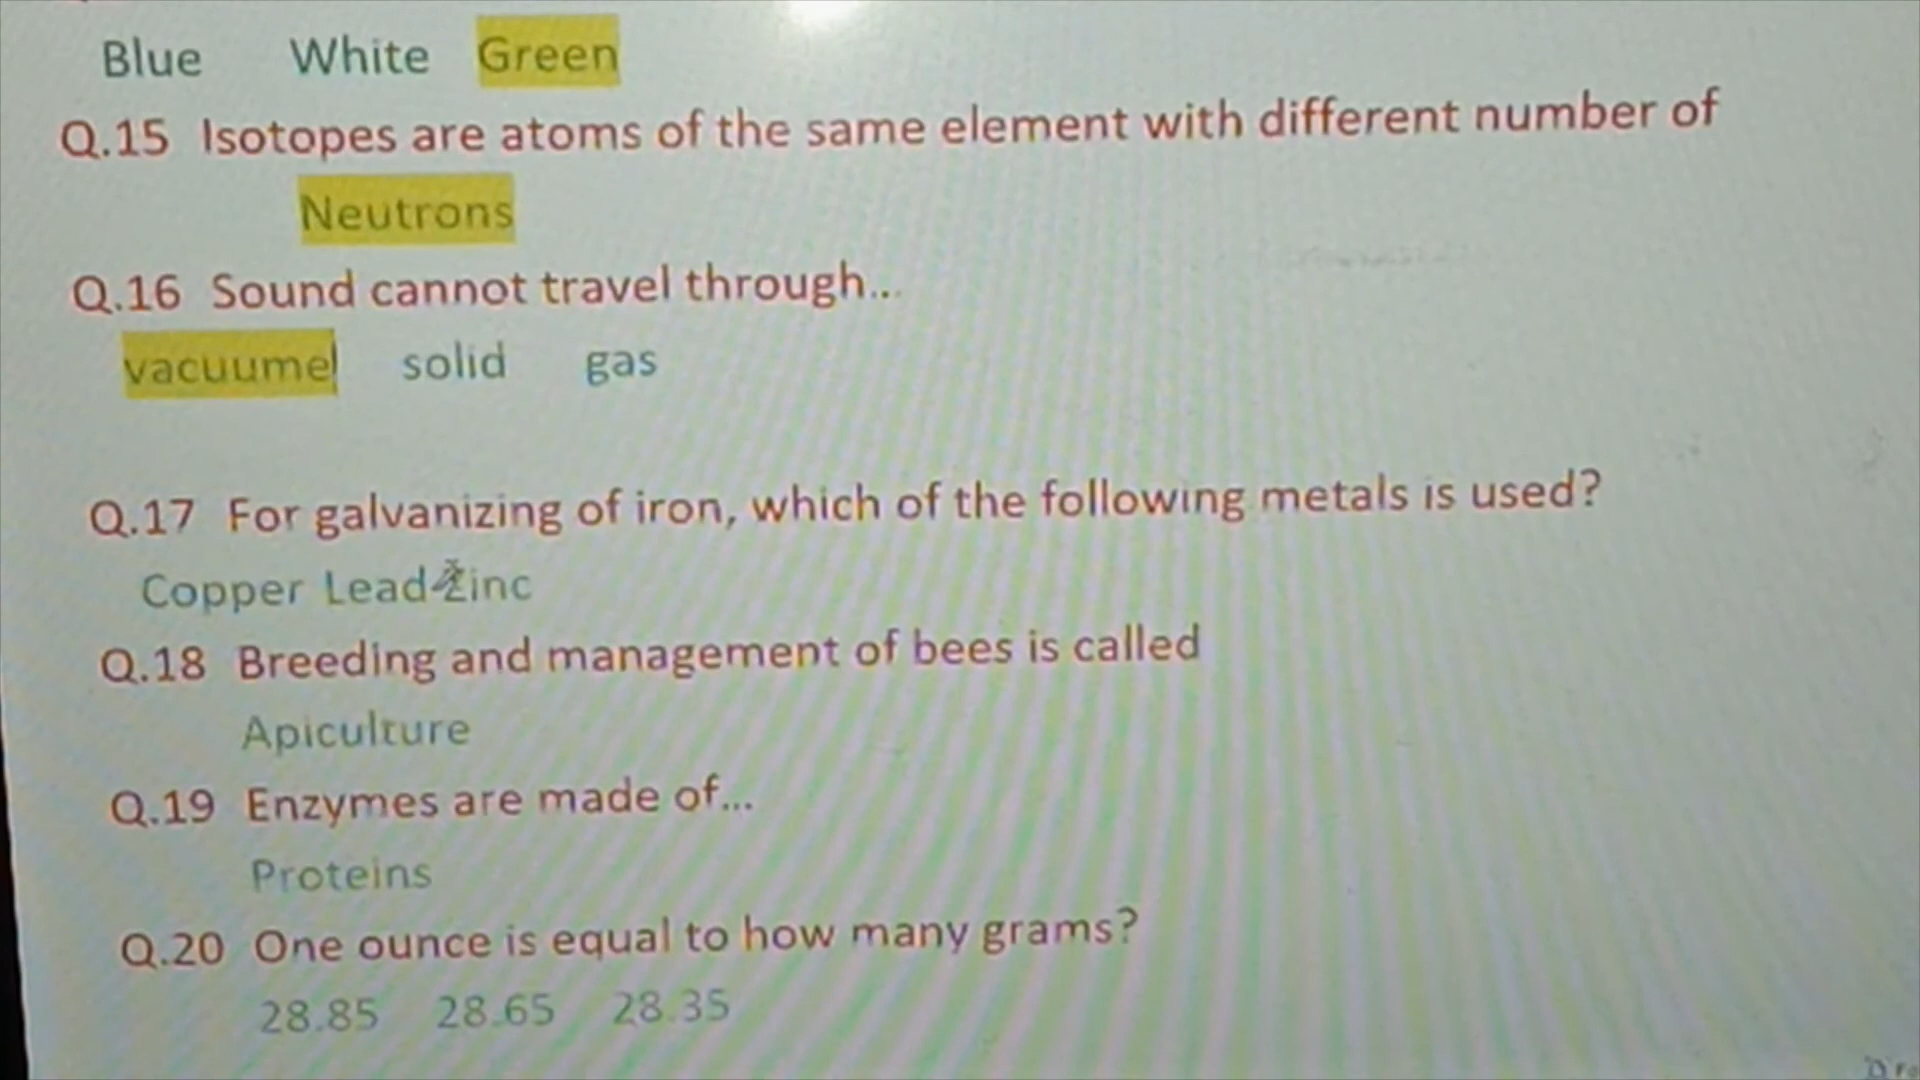 Blue White Green
Q.15 Isotopes are atoms of the same element with different number of
Neutrons
Q.16 Sound cannot travel through...
vacuume solid gas
Q.17 For galvanizing of iron, which of the following metals is used?
Copper Lead Zinc
Q.18 Breeding and management of bees is called
Apiculture
Q.19 Enzymes are made of...
Proteins
Q.20 One ounce is equal to how many grams?
28.85 28.65 28.35